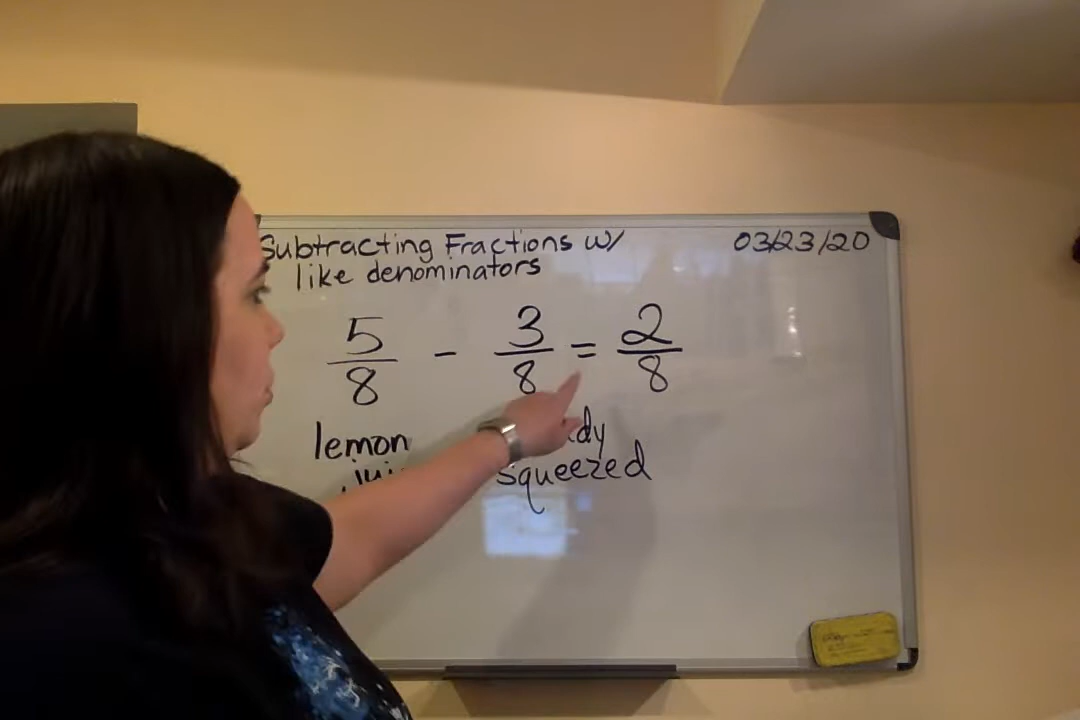 Subtracting Fractions w/ 03/23/20
like denominators
5/8 - 3/8 = 2/8
lemon
squeezed